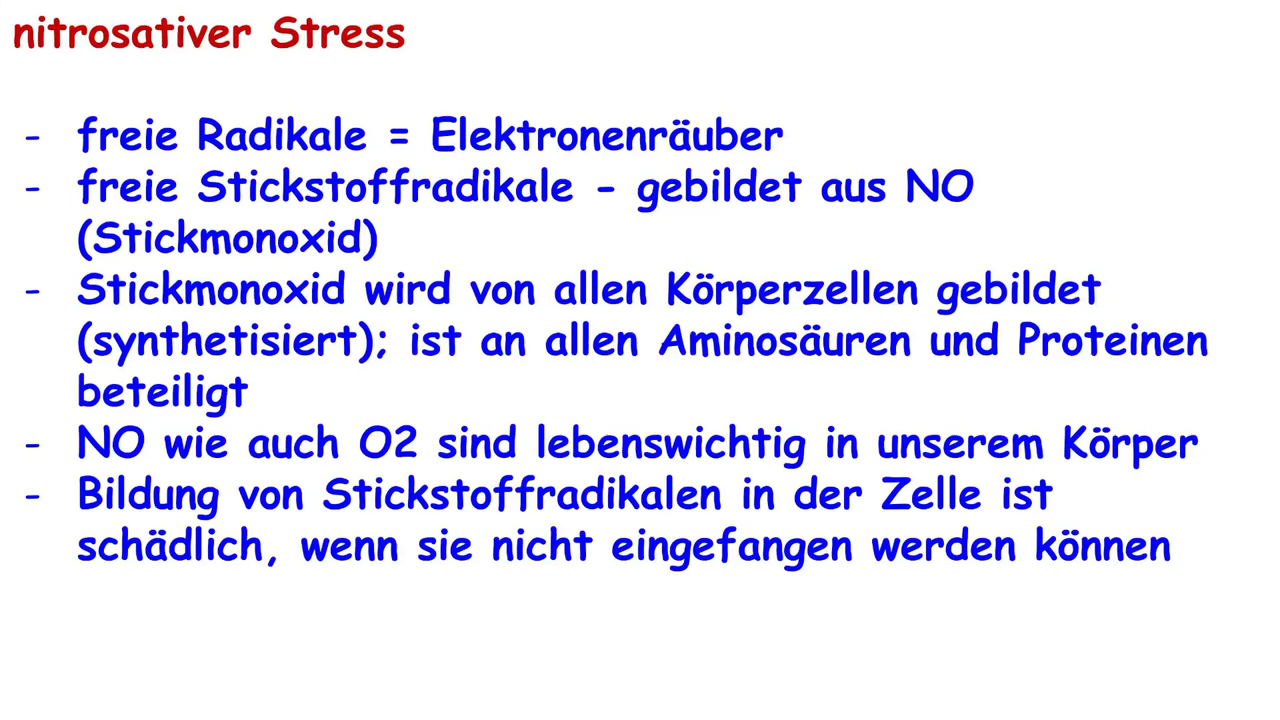 nitrosativer Stress
- freie Radikale = Elektronenräuber
- freie Stickstoffradikale - gebildet aus NO
(Stickmonoxid)
- Stickmonoxid wird von allen Körperzellen gebildet
(synthetisiert); ist an allen Aminosäuren und Proteinen
beteiligt
- NO wie auch O2 sind lebenswichtig in unserem Körper
- Bildung von Stickstoffradikalen in der Zelle ist
schädlich, wenn sie nicht eingefangen werden können